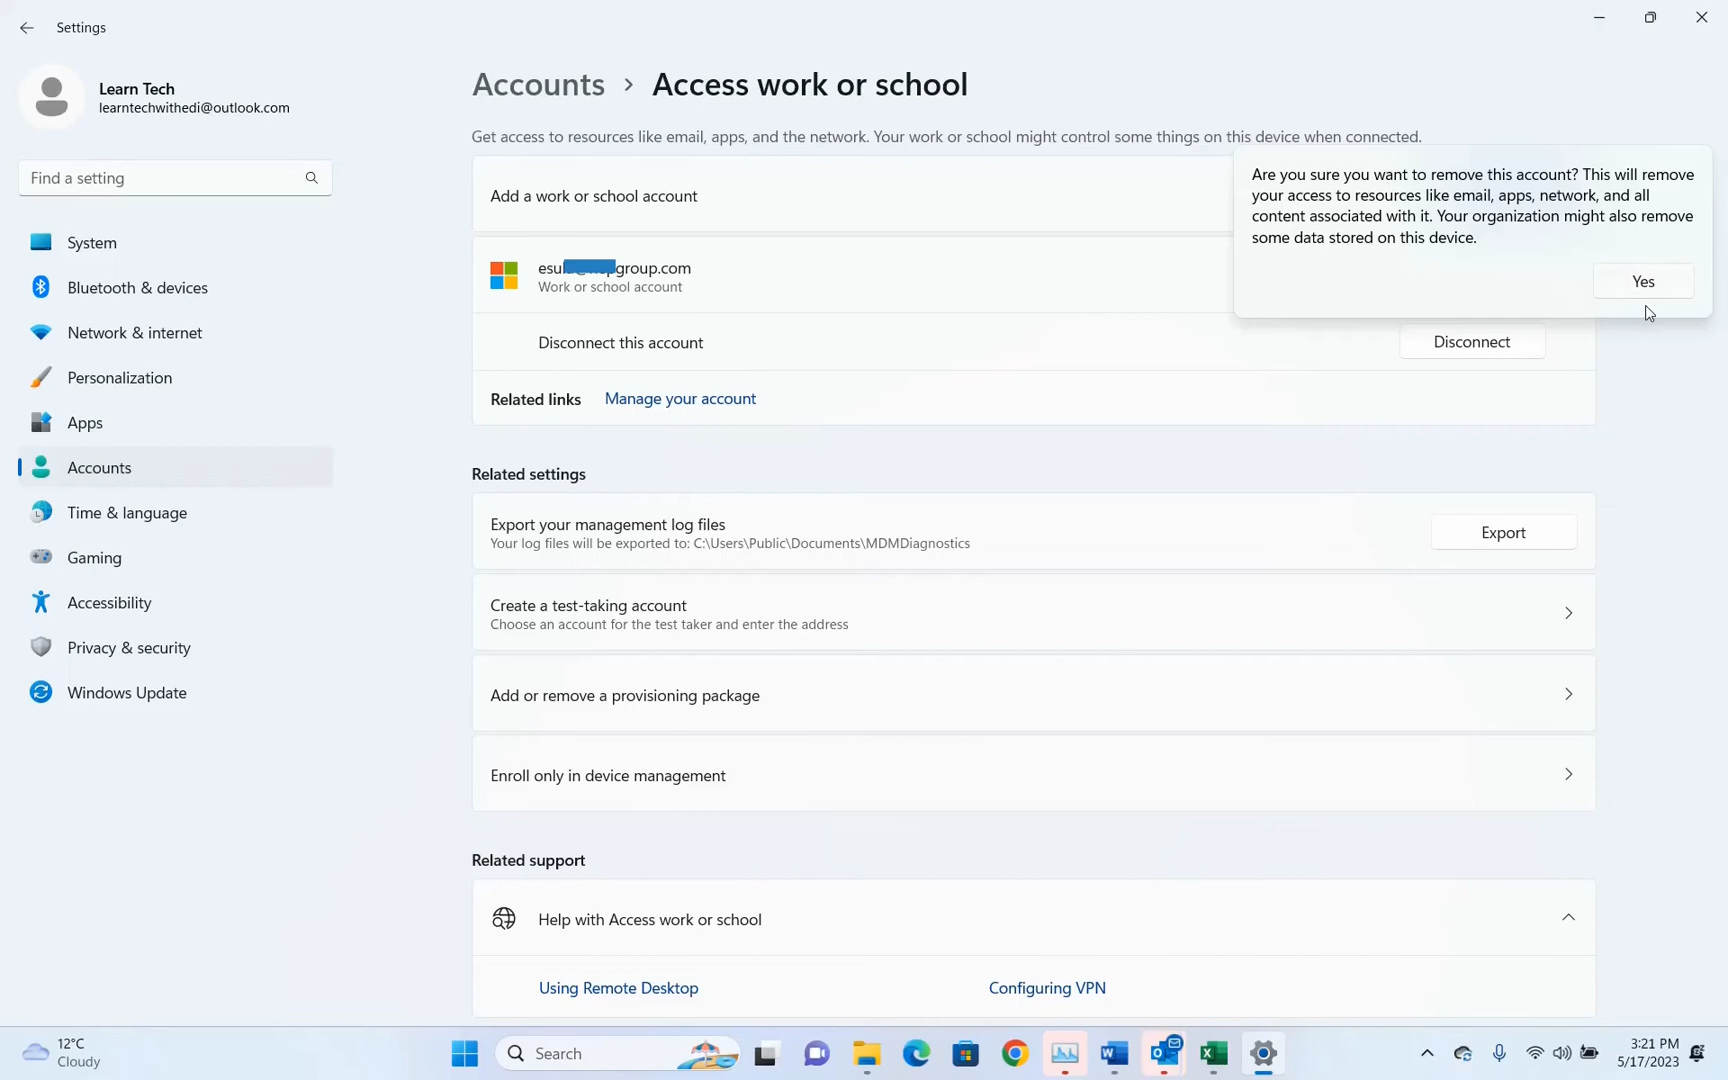 Settings
Learn Tech
learntechwithedi@outlook.com
Find a setting
System
Bluetooth & devices
Network & internet
Personalization
Apps
Accounts
Time & language
Gaming
Accessibility
Privacy & security
Windows Update
Accounts > Access work or school
Get access to resources like email, apps, and the network. Your work or school might control some things on this device when connected.
Add a work or school account
group.com
Work or school account
Are you sure you want to remove this account? This will remove
your access to resources like email, apps, network, and all
content associated with it. Your organization might also remove
some data stored on this device.
Yes
Disconnect this account
Disconnect
Related links Manage your account
Related settings
Export your management log files
Your log files will be exported to: C:\Users\Public\Documents\MDMDiagnostics
Export
Create a test-taking account
Choose an account for the test taker and enter the address
Add or remove a provisioning package
Enroll only in device management
Related support
Help with Access work or school
Using Remote Desktop
Configuring VPN
12°C
Cloudy
Search
3:21 PM
5/17/2023